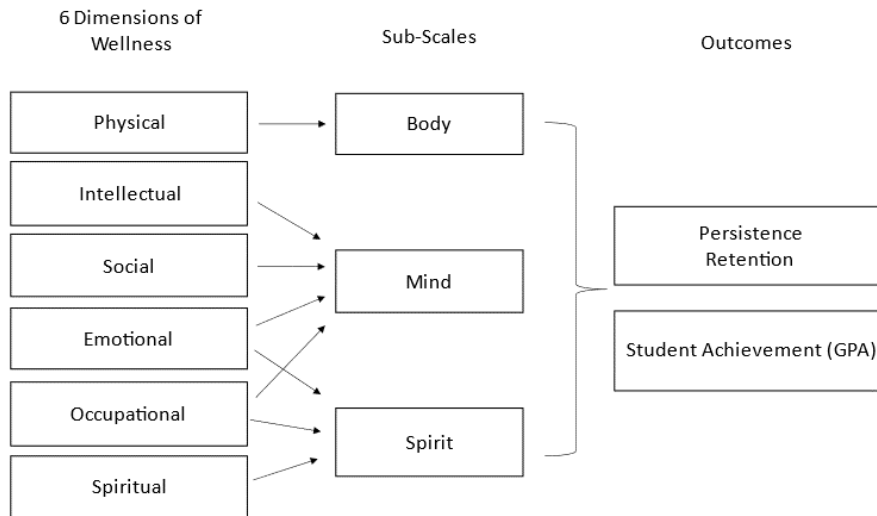 6 Dimensions of
Wellness
Sub-Scales
Outcomes
Physical
Body
Intellectual
Persistence
Retention
Social
Mind
Emotional
Student Achievement (GPA)
Occupational
Spirit
Spiritual